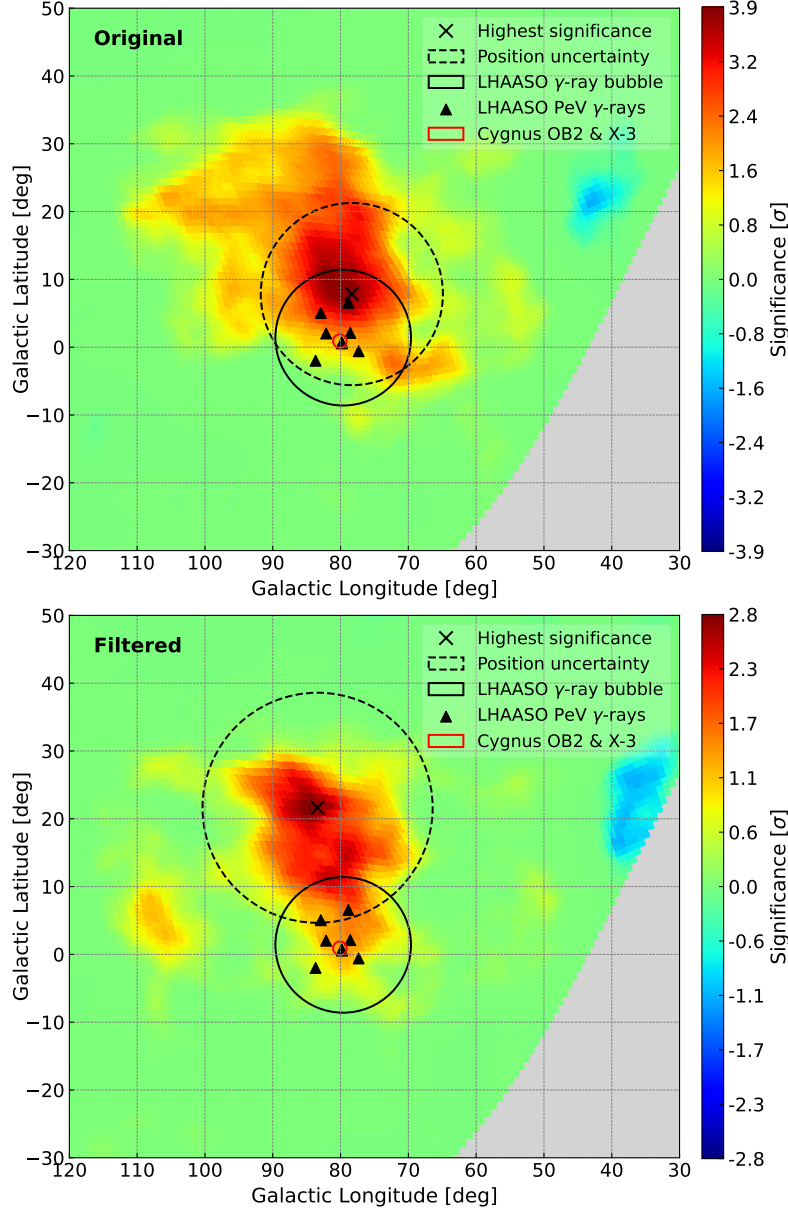 Original
Highest significance
Position uncertainty
LHAASO γ-ray bubble
LHAASO PeV γ-rays
Cygnus OB2 & X-3
50
40
30
20
10
0
−10
−20
−30
Galactic Latitude [deg]
120 110 100 90 80 70 60 50 40 30
Galactic Longitude [deg]
3.9
3.2
2.4
1.6
0.8
0.0
-0.8
-1.6
-2.4
-3.2
-3.9
Significance [σ]
Filtered
Highest significance
Position uncertainty
LHAASO γ-ray bubble
LHAASO PeV γ-rays
Cygnus OB2 & X-3
50
40
30
20
10
0
−10
−20
−30
Galactic Latitude [deg]
120 110 100 90 80 70 60 50 40 30
Galactic Longitude [deg]
2.8
2.3
1.7
1.1
0.6
0.0
-0.6
-1.1
-1.7
-2.3
-2.8
Significance [σ]